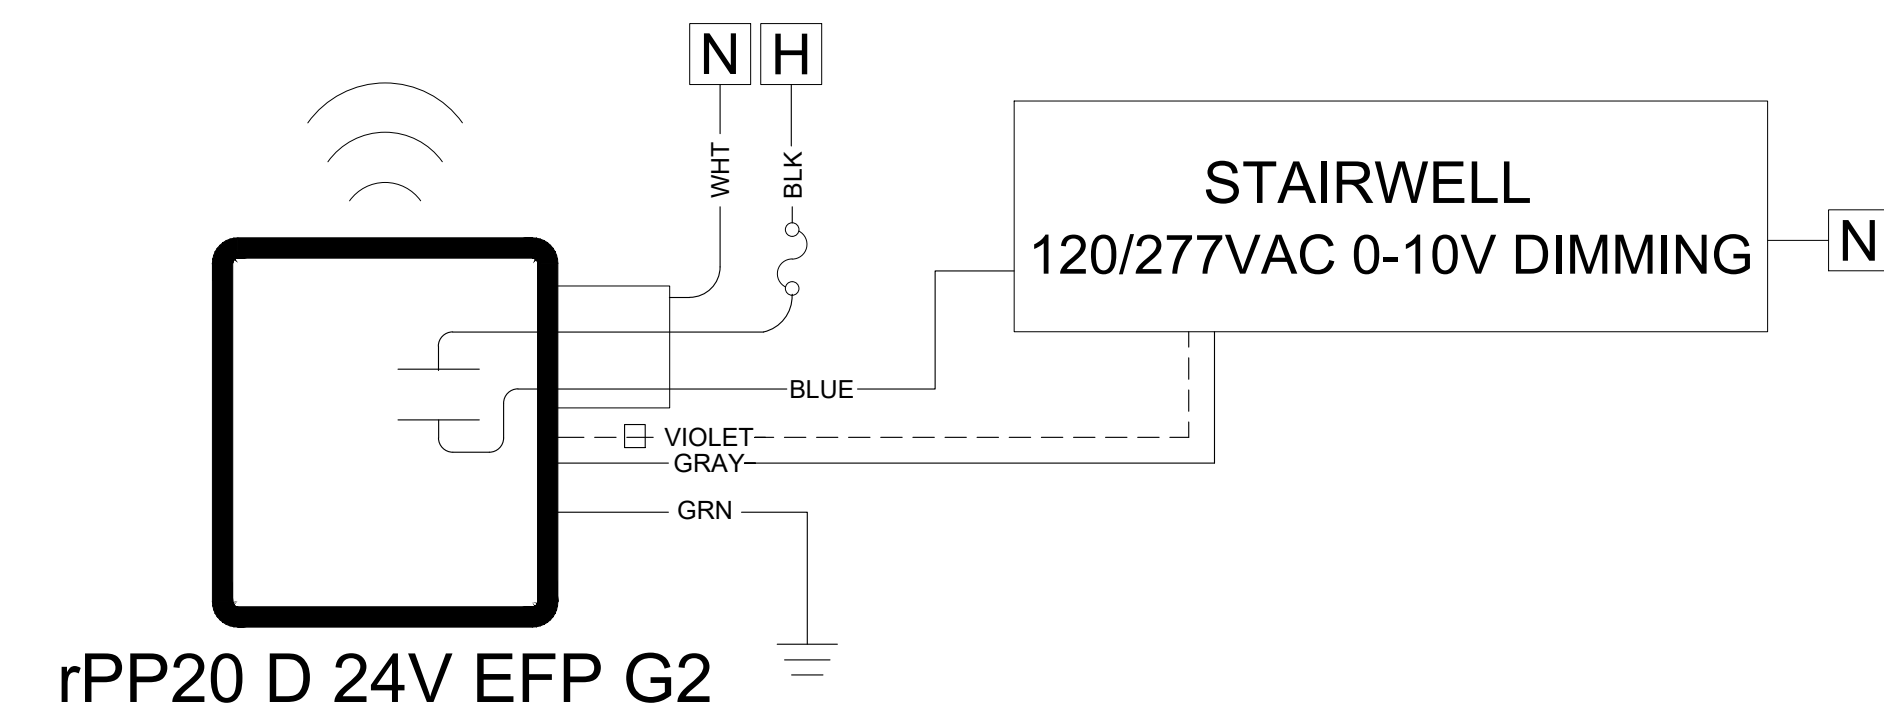 N H
WHT
BLK
STAIRWELL
120/277VAC 0-10V DIMMING
N
BLUE
VIOLET
GRAY
GRN
rPP20 D 24V EFP G2